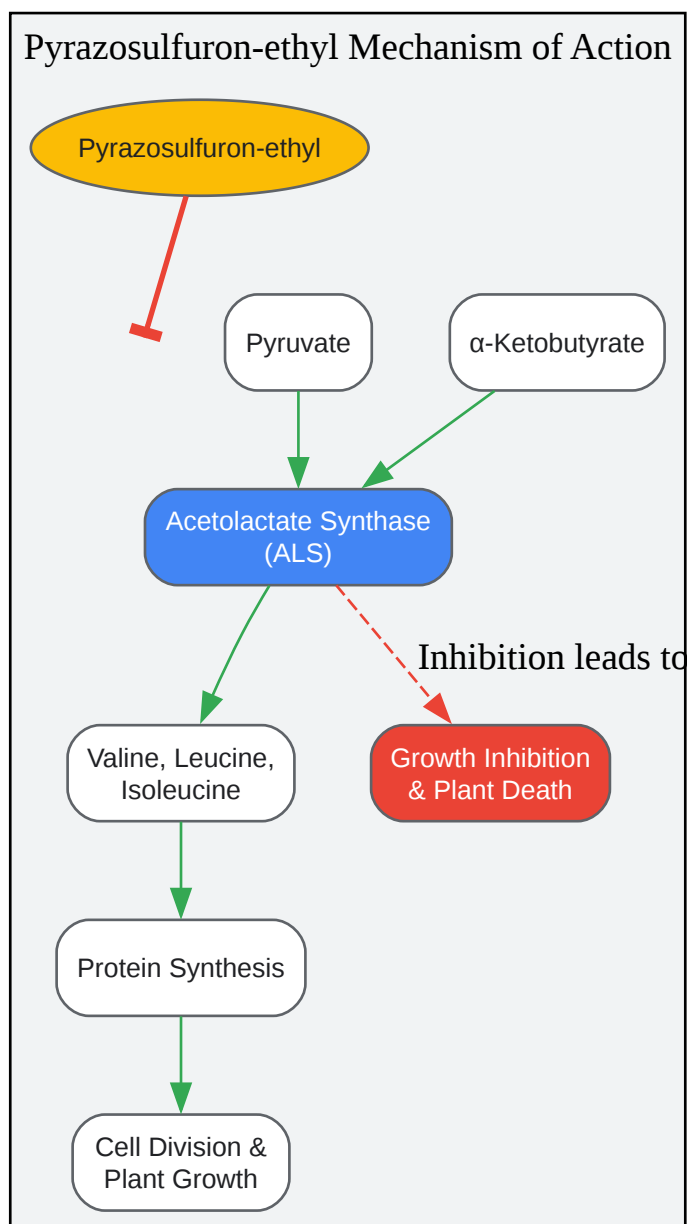 Pyrazosulfuron-ethyl Mechanism of Action
Pyrazosulfuron-ethyl
Pyruvate
α-Ketobutyrate
Acetolactate Synthase
(ALS)
Inhibition leads to
Valine, Leucine,
Isoleucine
Growth Inhibition
& Plant Death
Protein Synthesis
Cell Division &
Plant Growth